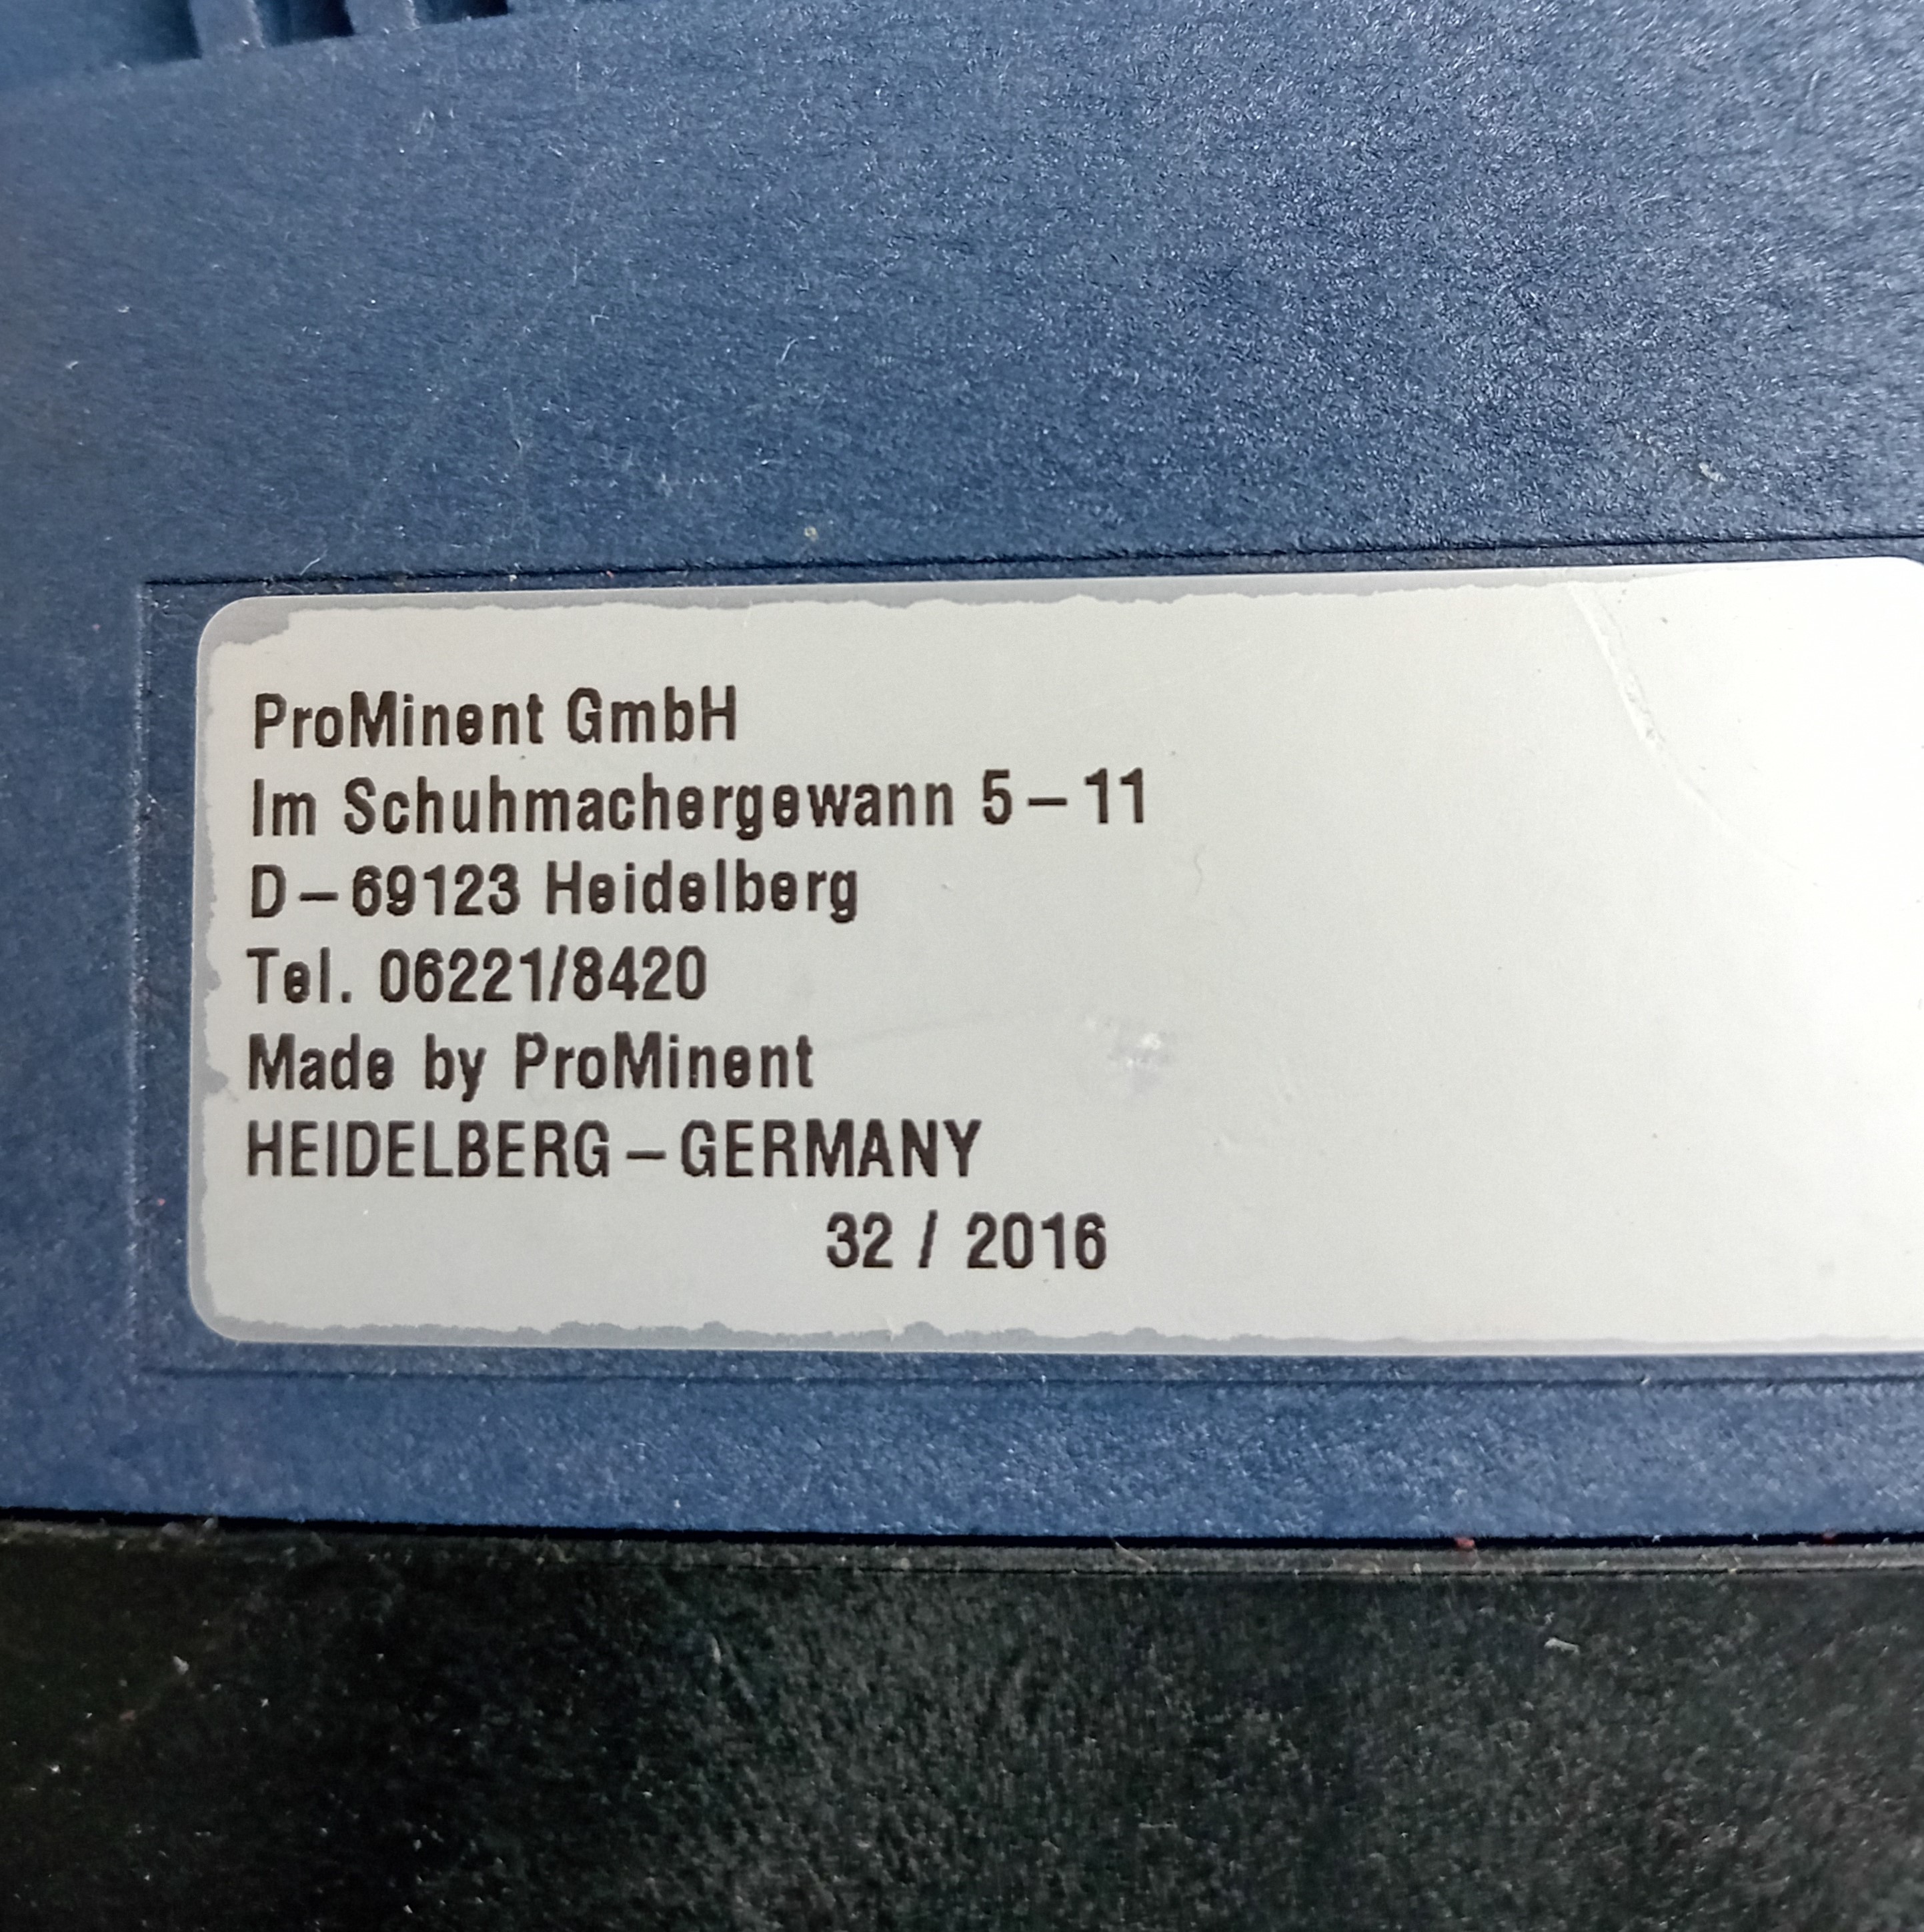 ProMinent GmbH
Im Schuhmachergewann 5 – 11
D – 69123 Heidelberg
Tel. 06221/8420
Made by ProMinent
HEIDELBERG – GERMANY
32 / 2016